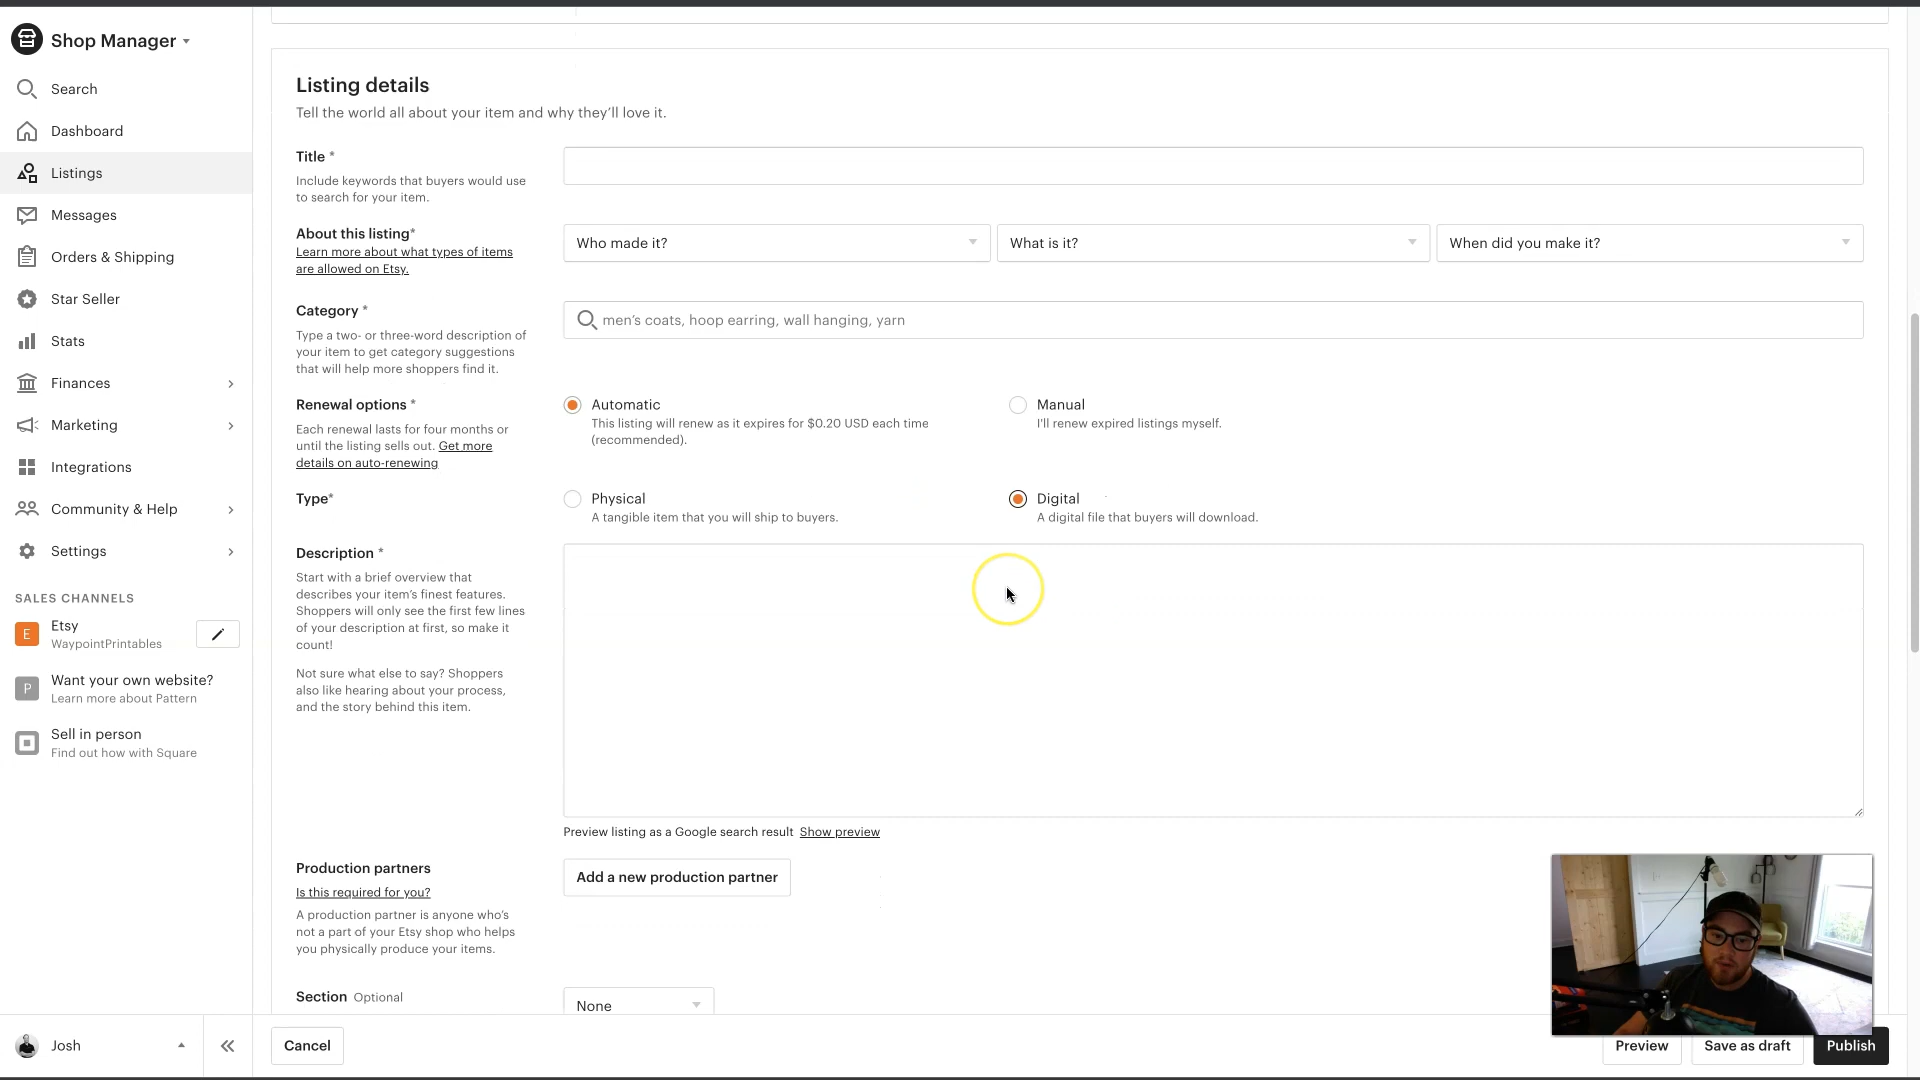 Shop Manager
Search
Dashboard
Listings
Messages
Orders & Shipping
Star Seller
Stats
Finances
Marketing
Integrations
Community & Help
Settings
SALES CHANNELS
E
Etsy
WaypointPrintables
P
Want your own website?
Learn more about Pattern
Sell in person
Find out how with Square
Josh
Listing details
Tell the world all about your item and why they'll love it.
Title *
Include keywords that buyers would use
to search for your item.
About this listing*
Learn more about what types of items
are allowed on Etsy.
Who made it?
What is it?
When did you make it?
Category *
Type a two- or three-word description of
your item to get category suggestions
that will help more shoppers find it.
men's coats, hoop earring, wall hanging, yarn
Renewal options *
Each renewal lasts for four months or
until the listing sells out. Get more
details on auto-renewing
Automatic
This listing will renew as it expires for $0.20 USD each time
(recommended).
Manual
I'll renew expired listings myself.
Type*
Physical
A tangible item that you will ship to buyers.
Digital
A digital file that buyers will download.
Description *
Start with a brief overview that
describes your item's finest features.
Shoppers will only see the first few lines
of your description at first, so make it
count!
Not sure what else to say? Shoppers
also like hearing about your process,
and the story behind this item.
Preview listing as a Google search result Show preview
Production partners
Is this required for you?
A production partner is anyone who's
not a part of your Etsy shop who helps
you physically produce your items.
Add a new production partner
Section Optional
None
Cancel
Preview
Save as draft
Publish